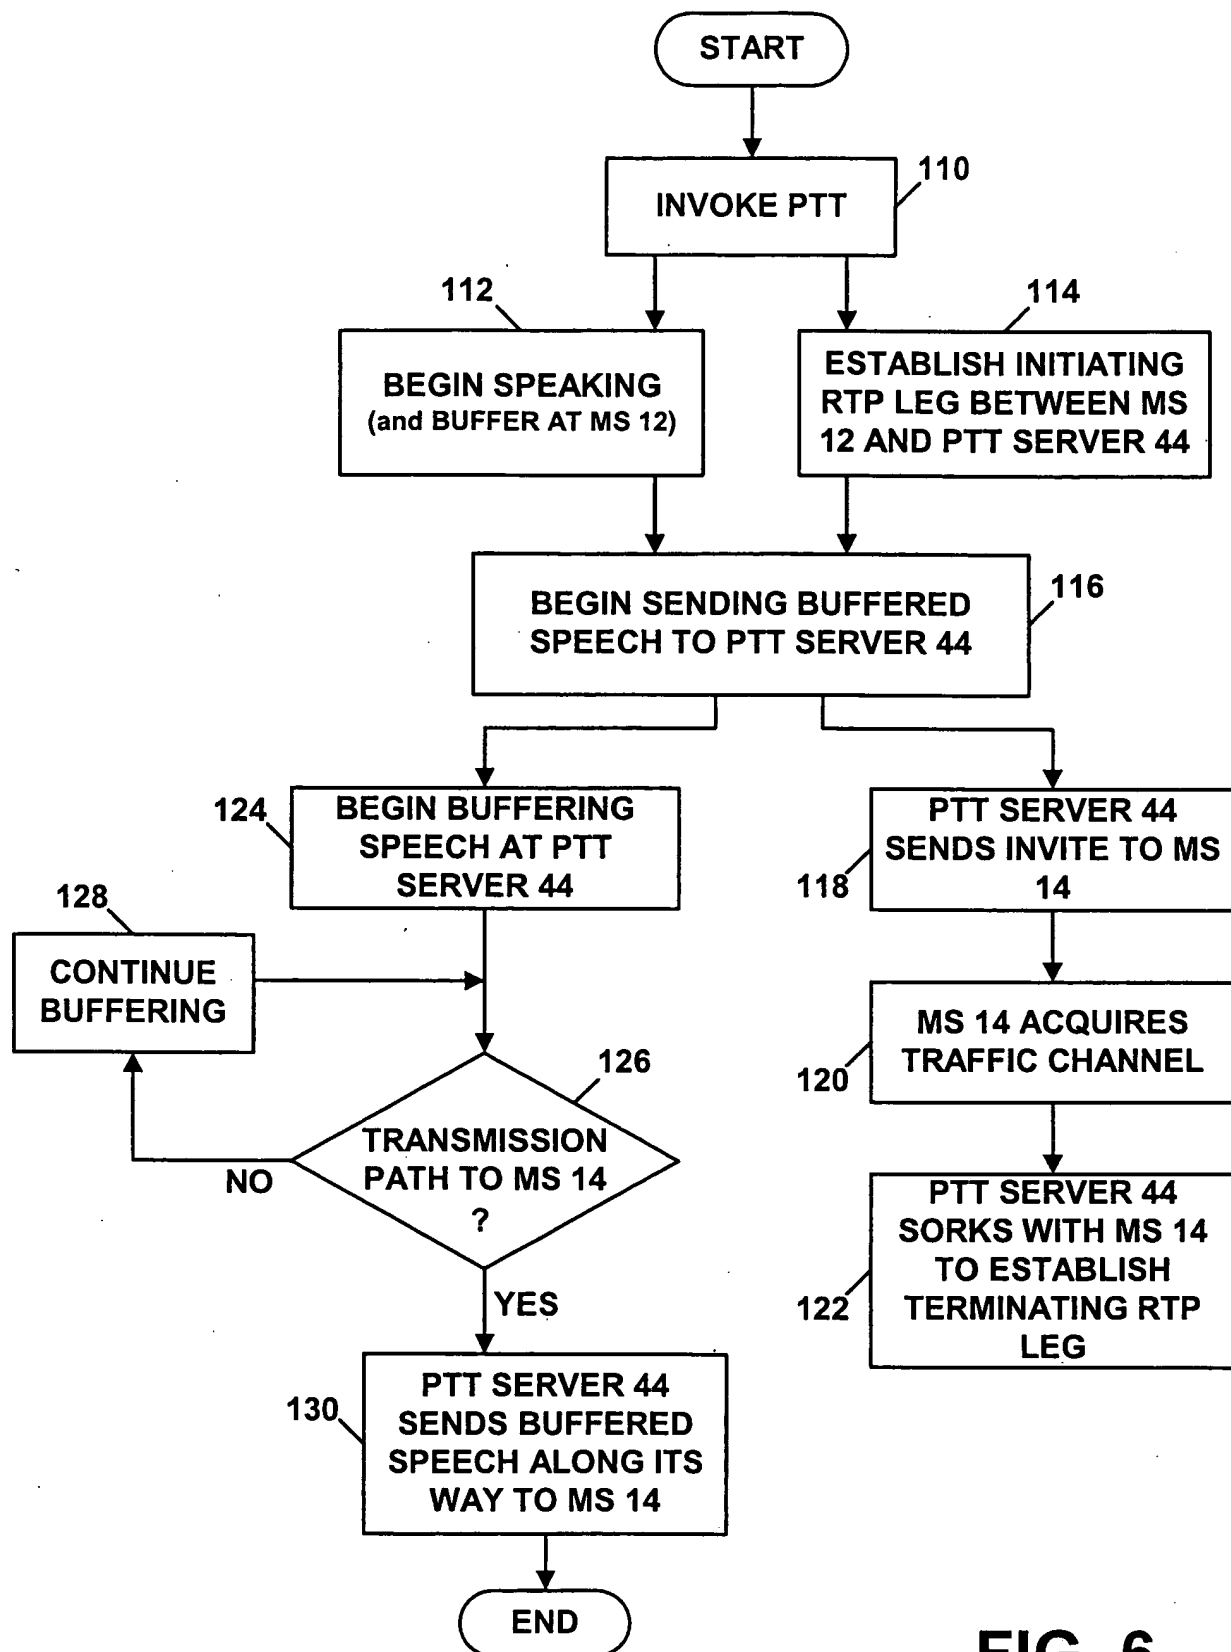 START
110
INVOKE PTT
112
114
BEGIN SPEAKING
(and BUFFER AT MS 12)
ESTABLISH INITIATING
RTP LEG BETWEEN MS
12 AND PTT SERVER 44
116
BEGIN SENDING BUFFERED
SPEECH TO PTT SERVER 44
124
BEGIN BUFFERING
SPEECH AT PTT
SERVER 44
PTT SERVER 44
SENDS INVITE TO MS
14
118
128
CONTINUE
BUFFERING
MS 14 ACQUIRES
TRAFFIC CHANNEL
120
126
TRANSMISSION
PATH TO MS 14
?
NO
YES
PTT SERVER 44
SORKS WITH MS 14
TO ESTABLISH
TERMINATING RTP
LEG
122
130
PTT SERVER 44
SENDS BUFFERED
SPEECH ALONG ITS
WAY TO MS 14
END
FIG. 6